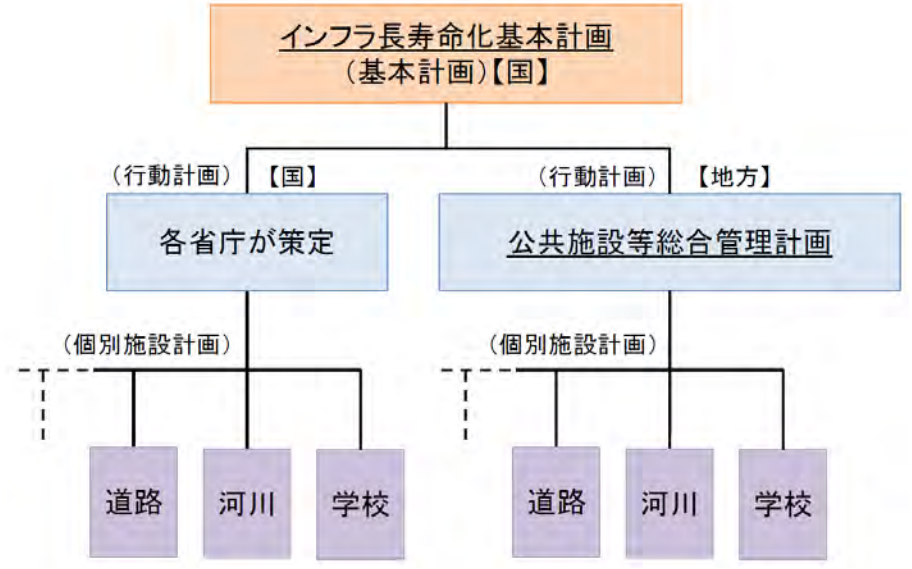 インフラ長寿命化基本計画
(基本計画)【国】
(行動計画) 【国】
(行動計画) 【地方】
各省庁が策定
公共施設等総合管理計画
(個別施設計画)
(個別施設計画)
道路
河川
学校
道路
河川
学校